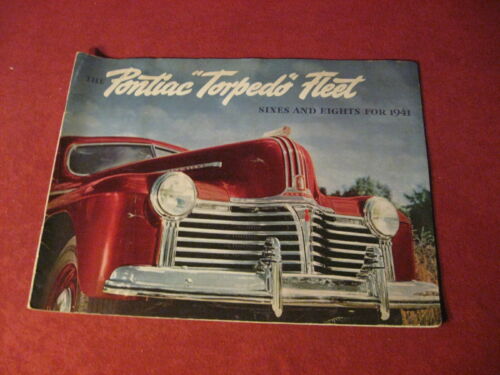 THE Pontiac "Torpedo" Fleet
SIXES AND EIGHTS FOR 1941